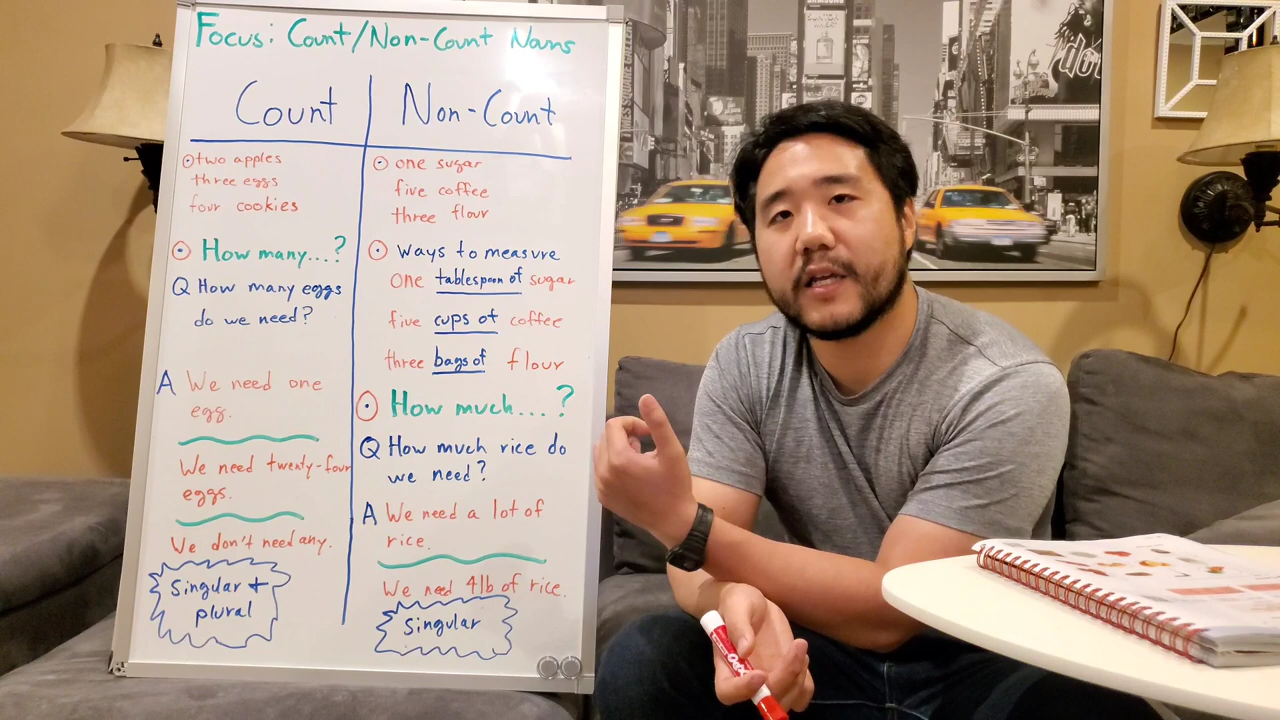 Focus: Count/Non-Count Nouns
Count
two apples
three eggs
four cookies
How many...?
Q How many eggs
do we need?
A We need one
egg.
We need twenty-four
eggs.
We don't need any.
Singular +
plural
Non-Count
one sugar
five coffee
three flour
ways to measure
one tablespoon of sugar
five cups of coffee
three bags of flour
How much....?
Q How much rice do
we need?
A We need a lot of
rice.
We need 4lb of rice.
Singular